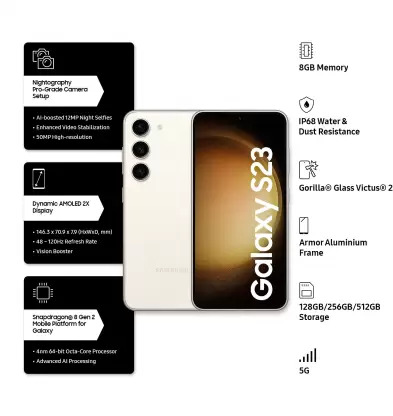 Nightography
Pro-Grade Camera
Setup
• AI-boosted 12MP Night Selfies
• Enhanced Video Stabilization
• 50MP High-resolution
Dynamic AMOLED 2X
Display
• 146.3 x 70.9 x 7.9 (HxWxD, mm)
• 48 - 120Hz Refresh Rate
• Vision Booster
Snapdragon® 8 Gen 2
Mobile Platform for
Galaxy
• 4nm 64-bit Octa-Core Processor
• Advanced AI Processing
SAMSUNG
Galaxy S23
8GB Memory
IP68 Water &
Dust Resistance
Gorilla® Glass Victus® 2
Armor Aluminium
Frame
128GB/256GB/512GB
Storage
5G